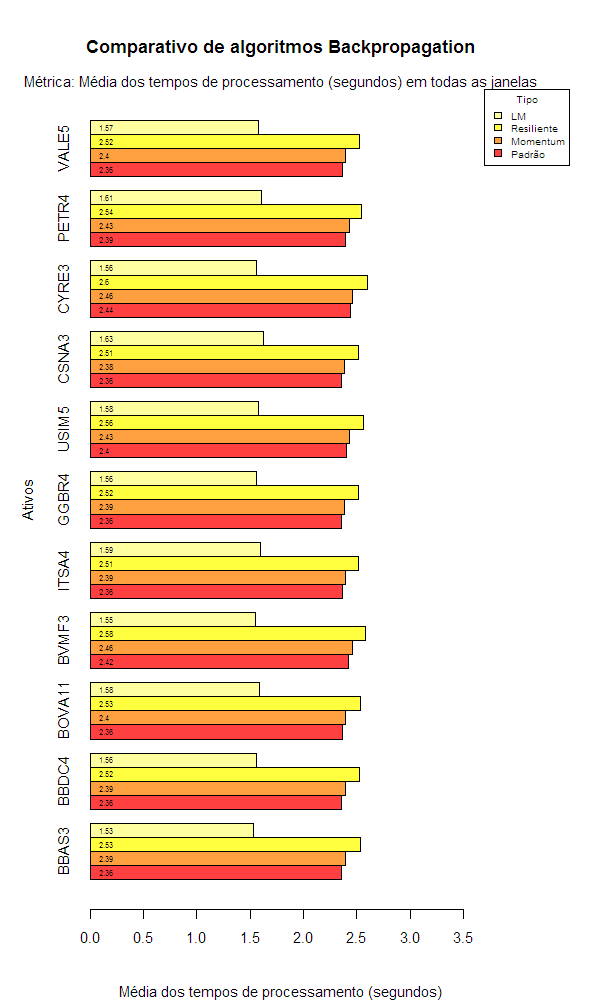 Comparativo de algoritmos Backpropagation
Métrica: Média dos tempos de processamento (segundos) em todas as janelas
Tipo
LM
Resiliente
Momentum
Padrão
Ativos
VALE5
1.57
2.52
2.4
2.36
PETR4
1.61
2.54
2.43
2.39
CYRE3
1.56
2.6
2.46
2.44
CSNA3
1.63
2.51
2.38
2.36
USIM5
1.58
2.56
2.43
2.4
GGBR4
1.56
2.52
2.39
2.36
ITSA4
1.59
2.51
2.39
2.36
BVMF3
1.55
2.58
2.46
2.42
BOVA11
1.58
2.53
2.4
2.36
BBDC4
1.56
2.52
2.39
2.36
BBAS3
1.53
2.53
2.39
2.36
0.0 0.5 1.0 1.5 2.0 2.5 3.0 3.5
Média dos tempos de processamento (segundos)